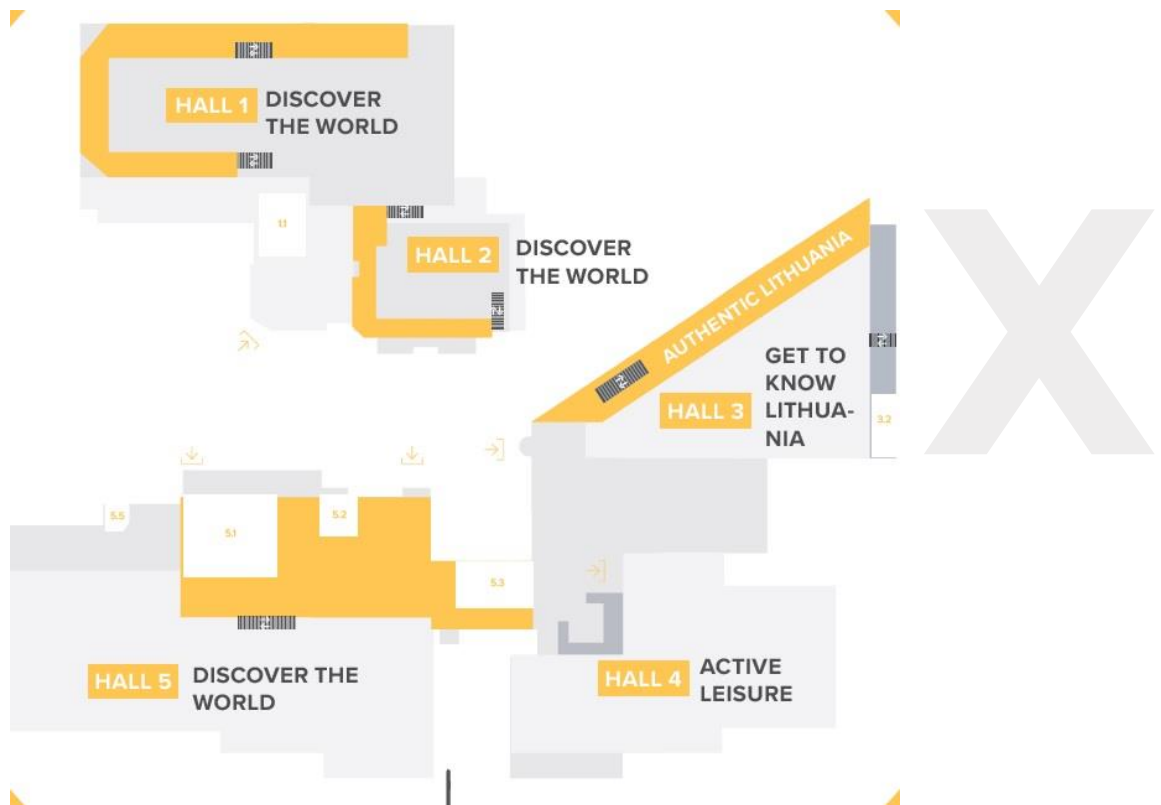 HALL 1
DISCOVER
THE WORLD
1.1
HALL 2
DISCOVER
THE WORLD
AUTHENTIC LITHUANIA
GET TO
KNOW
LITHUA-
NIA
HALL 3
3.2
X
5.5
5.1
5.2
5.3
HALL 5
DISCOVER THE
WORLD
HALL 4
ACTIVE
LEISURE